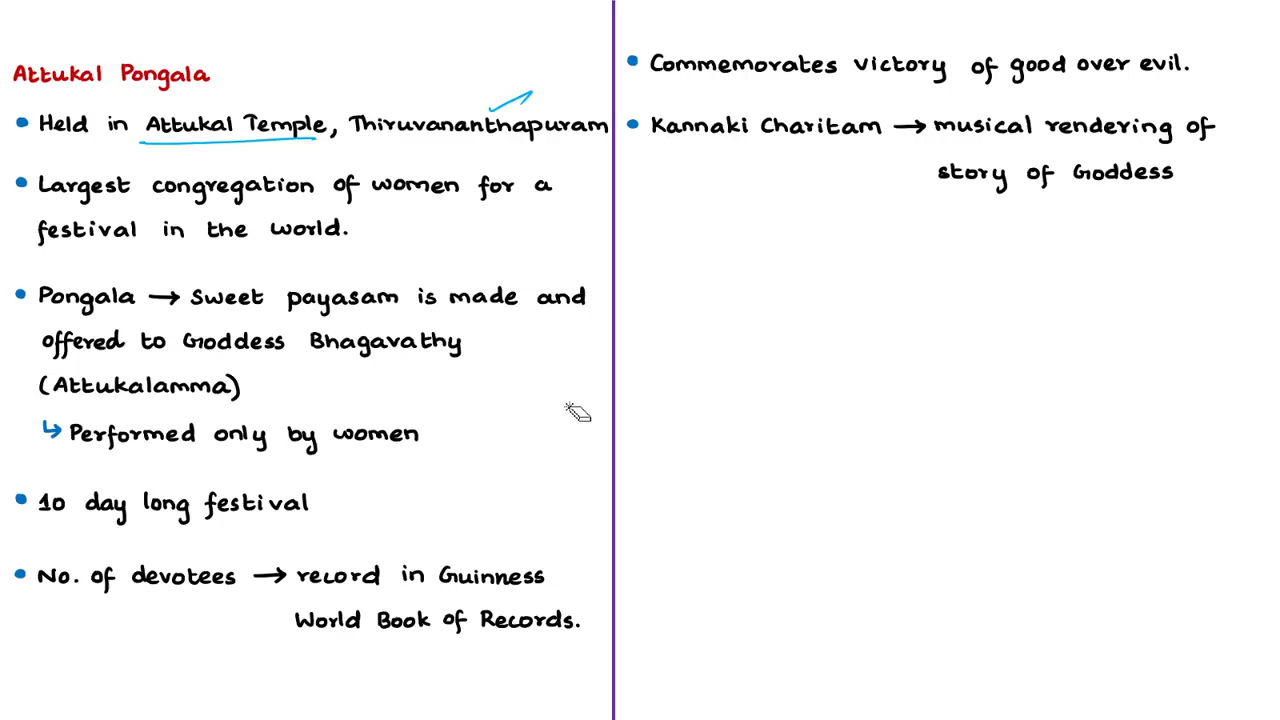 Attukal Pongala
• Held in Attukal Temple, Thiruvananthapuram
• Largest congregation of women for a
festival in the world.
• Pongala → Sweet payasam is made and
offered to Goddess Bhagavathy
(Attukalamma)
↳ Performed only by women
• 10 day long festival
• No. of devotees → record in Guinness
World Book of Records.
• Commemorates victory of good over evil.
• Kannaki Charitam → musical rendering of
story of Goddess